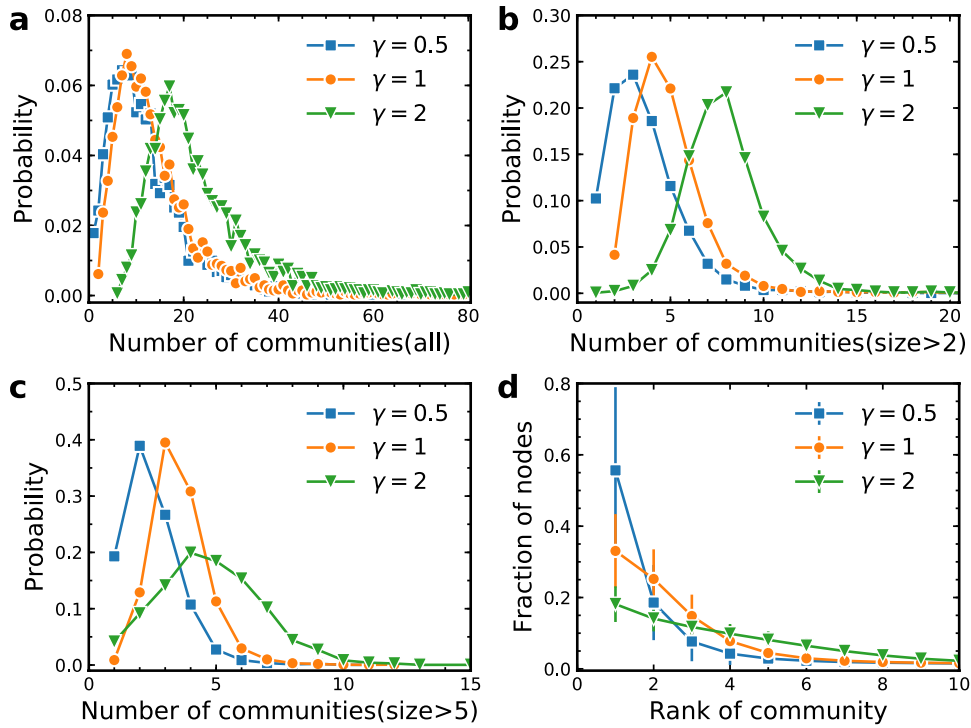 a
γ = 0.5
γ = 1
γ = 2
Probability
0.08
0.06
0.04
0.02
0.00
0 20 40 60 80
Number of communities(all)
b
γ = 0.5
γ = 1
γ = 2
Probability
0.30
0.25
0.20
0.15
0.10
0.05
0.00
0 5 10 15 20
Number of communities(size>2)
c
γ = 0.5
γ = 1
γ = 2
Probability
0.5
0.4
0.3
0.2
0.1
0.0
0 5 10 15
Number of communities(size>5)
d
γ = 0.5
γ = 1
γ = 2
Fraction of nodes
0.8
0.6
0.4
0.2
0.0
0 2 4 6 8 10
Rank of community